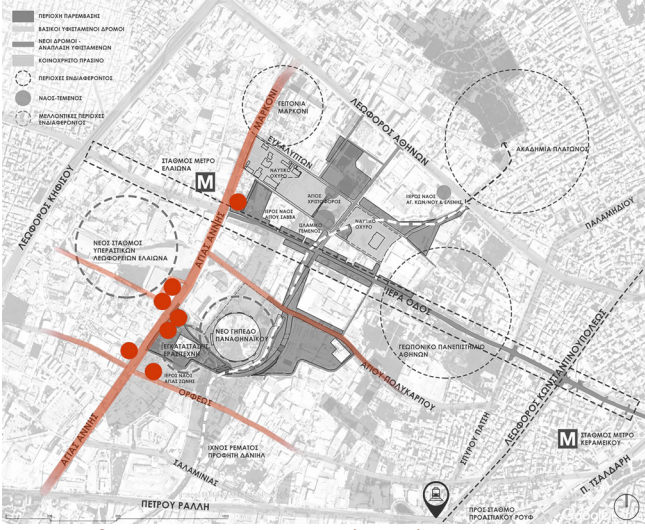 ΠΕΡΙΟΧΗ ΠΑΡΕΜΒΑΣΗΣ
ΒΑΣΙΚΟΙ ΥΦΙΣΤΑΜΕΝΟΙ ΔΡΟΜΟΙ
ΝΕΟΙ ΔΡΟΜΟΙ -
ΑΝΑΠΛΑΣΗ ΥΦΙΣΤΑΜΕΝΩΝ
ΚΟΙΝΟΧΡΗΣΤΟ ΠΡΑΣΙΝΟ
ΠΕΡΙΟΧΕΣ ΕΝΔΙΑΦΕΡΟΝΤΟΣ
ΝΑΟΣ-ΤΕΜΕΝΟΣ
ΜΕΛΛΟΝΤΙΚΕΣ ΠΕΡΙΟΧΕΣ
ΕΝΔΙΑΦΕΡΟΝΤΟΣ
ΜΑΡΚΟΝΙ
ΓΕΙΤΟΝΙΑ
ΜΑΡΚΟΝΙ
ΛΕΩΦΟΡΟΣ ΑΘΗΝΩΝ
ΑΚΑΔΗΜΙΑ ΠΛΑΤΩΝΟΣ
ΕΥΚΑΛΥΠΤΩΝ
ΣΤΑΘΜΟΣ ΜΕΤΡΟ
ΕΛΑΙΩΝΑ
M
ΝΑΥΤΙΚΟ
ΟΧΥΡΟ
ΛΕΩΦΟΡΟΣ ΚΗΦΙΣΟΥ
ΑΓΙΟΣ
ΧΡΙΣΤΟΦΟΡΟΣ
ΙΕΡΟΣ ΝΑΟΣ
ΑΓ. ΚΩΝ/ΝΟΥ & ΕΛΕΝΗΣ
ΙΕΡΟΣ ΝΑΟΣ
ΑΓΙΟΥ ΣΑΒΒΑ
ΙΣΛΑΜΙΚΟ
ΤΕΜΕΝΟΣ
ΝΑΥΤΙΚΟ
ΟΧΥΡΟ
ΠΑΛΑΜΗΔΙΟΥ
ΑΓΙΑΣ ΑΝΝΗΣ
ΝΕΟΣ ΣΤΑΘΜΟΣ
ΥΠΕΡΑΣΤΙΚΩΝ
ΛΕΩΦΟΡΕΙΩΝ ΕΛΑΙΩΝΑ
ΙΕΡΑ ΟΔΟΣ
ΝΕΟ ΓΗΠΕΔΟ
ΠΑΝΑΘΗΝΑΙΚΟΥ
ΓΕΩΠΟΝΙΚΟ ΠΑΝΕΠΙΣΤΗΜΙΟ
ΑΘΗΝΩΝ
ΕΓΚΑΤΑΣΤΑΣΕΙΣ
ΕΡΑΣΙΤΕΧΝΗ
ΙΕΡΟΣ ΝΑΟΣ
ΑΓΙΑΣ ΖΩΝΗΣ
ΑΓΙΟΥ ΠΟΛΥΚΑΡΠΟΥ
ΛΕΩΦΟΡΟΣ ΚΩΝΣΤΑΝΤΙΝΟΥΠΟΛΕΩΣ
ΟΡΦΕΩΣ
ΑΓΙΑΣ ΑΝΝΗΣ
ΣΠΥΡΟΥ ΠΑΤΣΗ
ΙΧΝΟΣ ΡΕΜΑΤΟΣ
ΠΡΟΦΗΤΗ ΔΑΝΙΗΛ
M
ΣΤΑΘΜΟΣ ΜΕΤΡΟ
ΚΕΡΑΜΕΙΚΟΥ
ΣΑΛΑΜΙΝΙΑΣ
Π. ΤΣΑΛΔΑΡΗ
ΠΕΤΡΟΥ ΡΑΛΛΗ
ΠΡΟΣ ΣΤΑΘΜΟ
ΠΡΟΑΣΤΙΑΚΟΥ ΡΟΥΦ